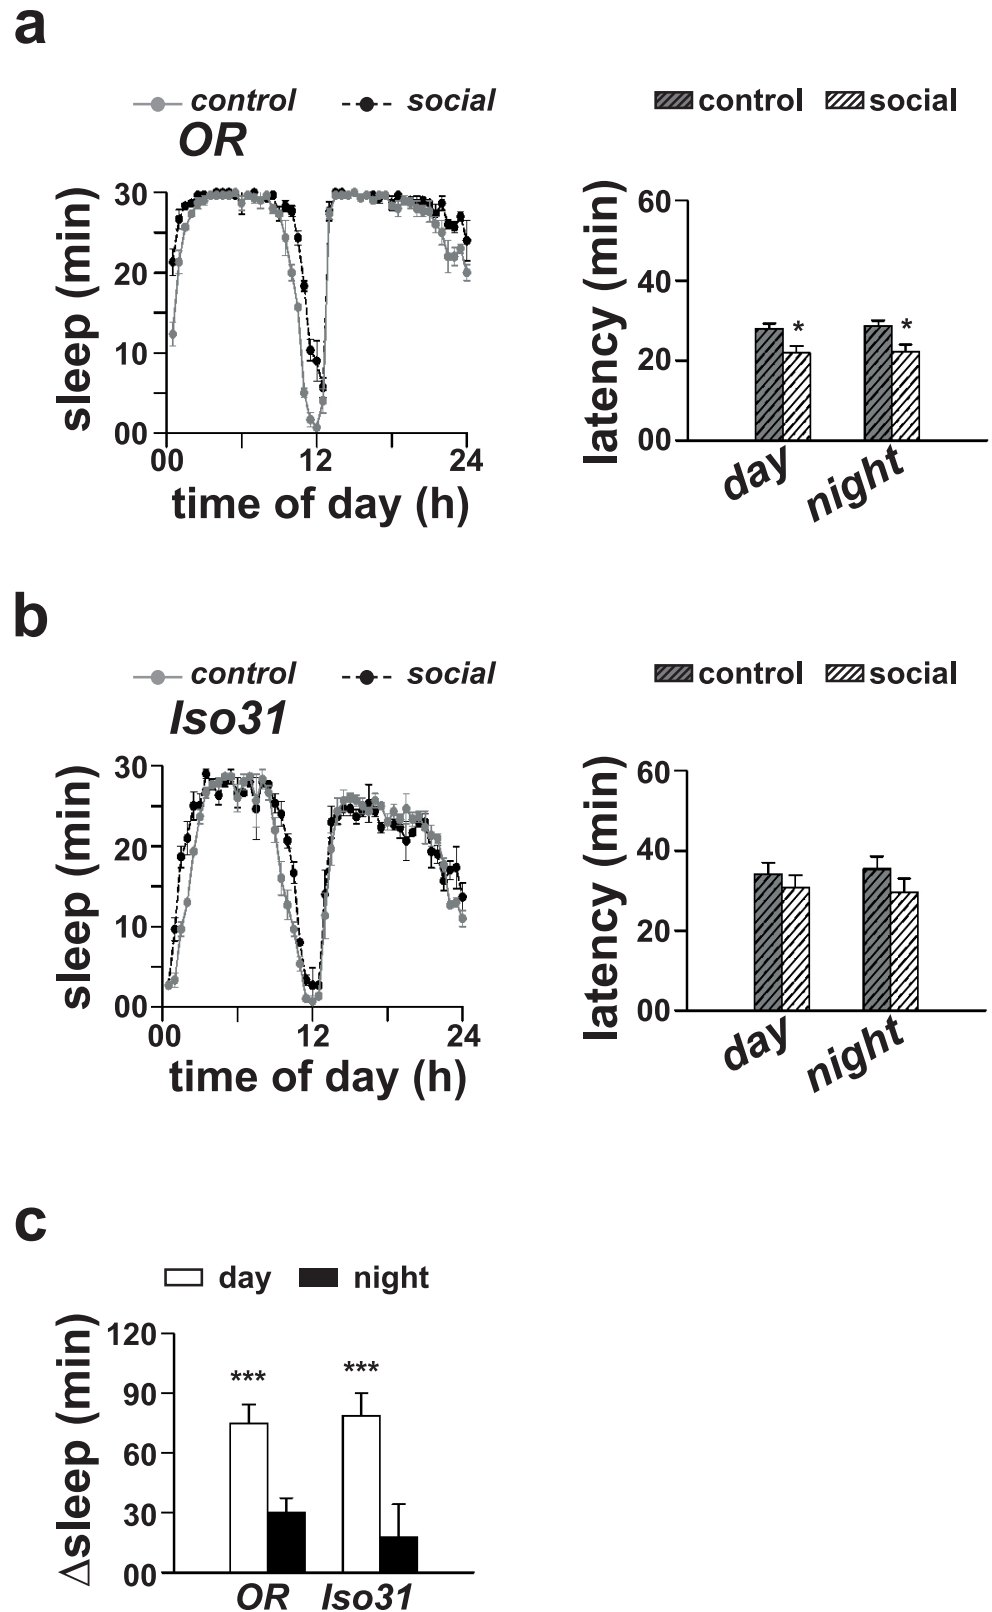 a
control social
OR
control social
sleep (min)
30
20
10
00
00 12 24
time of day (h)
latency (min)
60
40
20
00
* *
day night
b
control social
Iso31
control social
sleep (min)
30
20
10
00
00 12 24
time of day (h)
latency (min)
60
40
20
00
day night
c
day night
Δsleep (min)
120
90
60
30
00
*** ***
OR Iso31